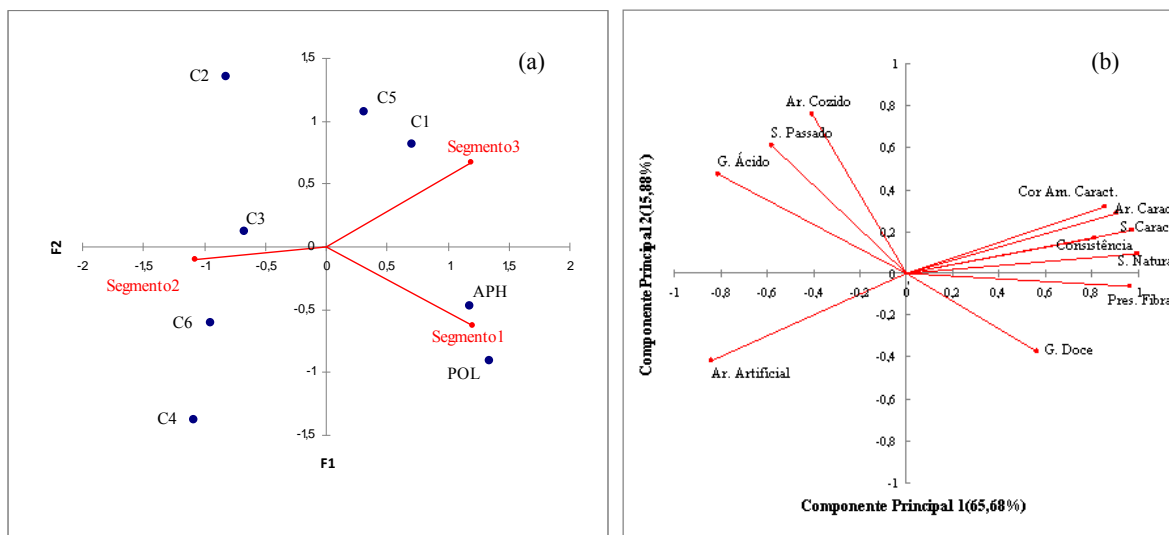 (a)
1,5
C2
C5
C1
1
Segmento3
0,5
C3
0
-2
-1,5
-1
-0,5
0
0,5
1
1,5
2
Segmento2
APH
-0,5
C6
Segmento1
POL
-1
C4
-1,5
F2
F1
(b)
1
Ar. Cozido
0,8
S. Passado
0,6
G. Ácido
0,4
Cor Am. Caract.
Ar. Carac
0,2
S. Carac
Consistência
S. Natura
0
-1
-0,8
-0,6
-0,4
-0,2
0
0,2
0,4
0,6
0,8
1
Pres. Fibra
-0,2
G. Doce
-0,4
Ar. Artificial
-0,6
-0,8
-1
Componente Principal 2(15,88%)
Componente Principal 1(65,68%)